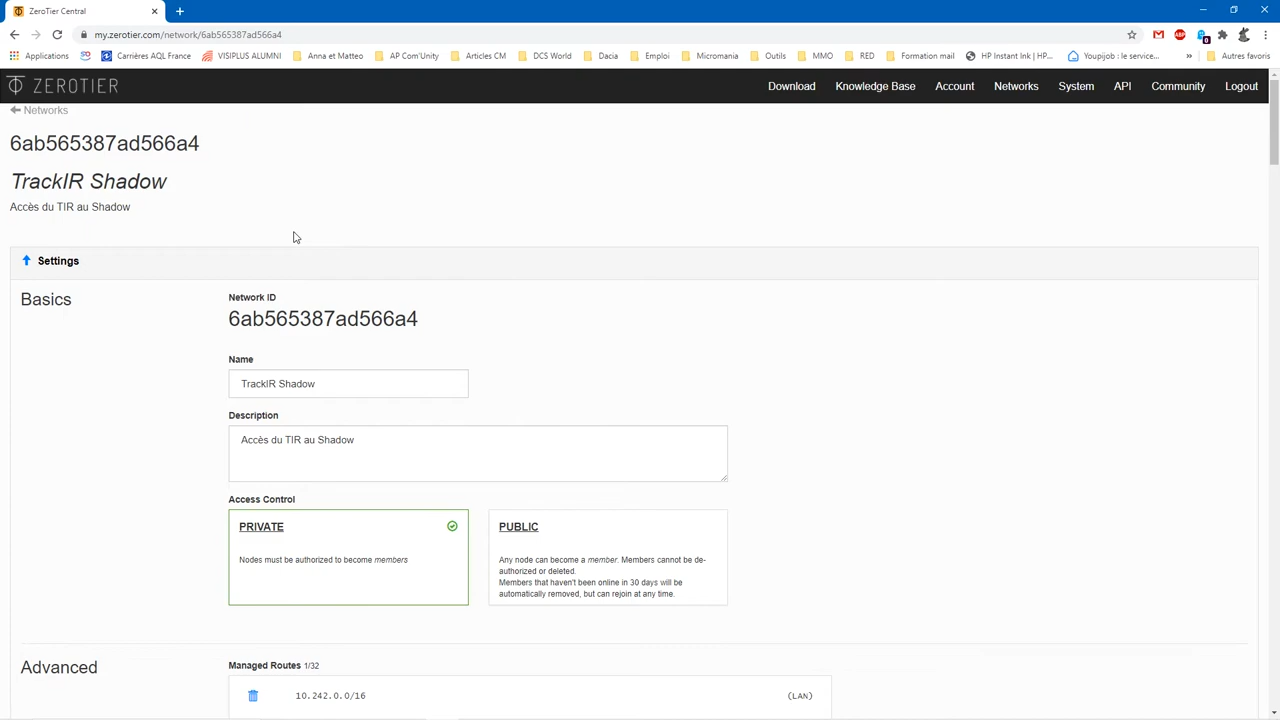 ZeroTier Central
my.zerotier.com/network/6ab565387ad566a4
Applications
Carrières AQL France
VISIPLUS ALUMNI
Anna et Matteo
AP Com'Unity
Articles CM
DCS World
Dacia
Emploi
Micromania
Outils
MMO
RED
Formation mail
HP Instant Ink | HP...
Youpijob : le service...
»
Autres favoris
ZEROTIER
Download
Knowledge Base
Account
Networks
System
API
Community
Logout
Networks
6ab565387ad566a4
TrackIR Shadow
Accès du TIR au Shadow
Settings
Basics
Network ID
6ab565387ad566a4
Name
TrackIR Shadow
Description
Accès du TIR au Shadow
Access Control
PRIVATE
Nodes must be authorized to become members
PUBLIC
Any node can become a member. Members cannot be de-
authorized or deleted.
Members that haven't been online in 30 days will be
automatically removed, but can rejoin at any time.
Advanced
Managed Routes 1/32
10.242.0.0/16
(LAN)